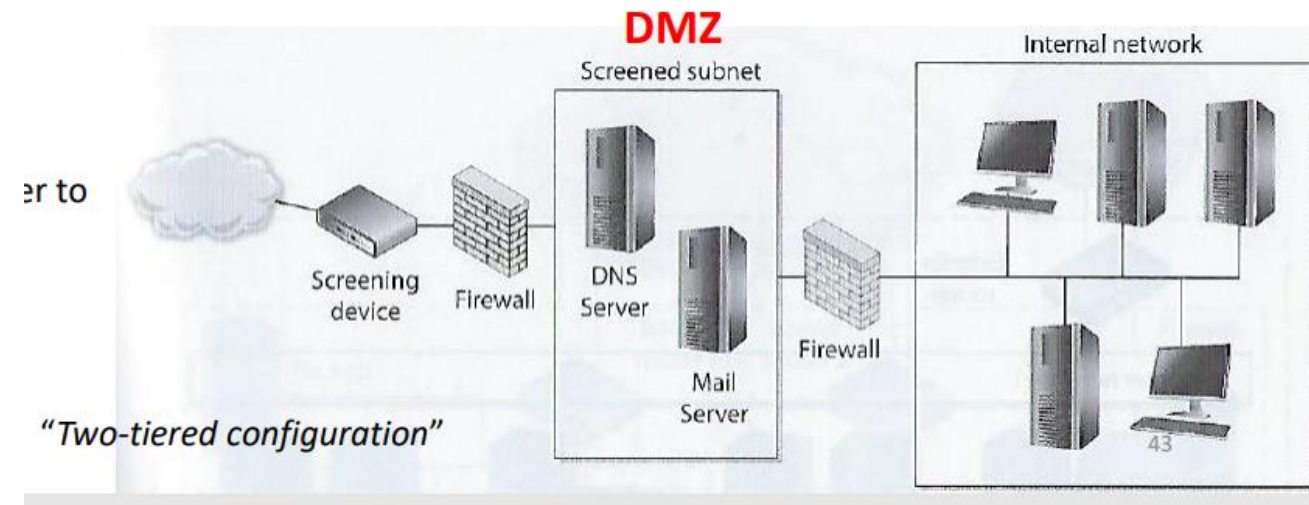 DMZ
Screened subnet
Internal network
er to
Screening
device
Firewall
DNS
Server
Mail
Server
Firewall
"Two-tiered configuration"
43